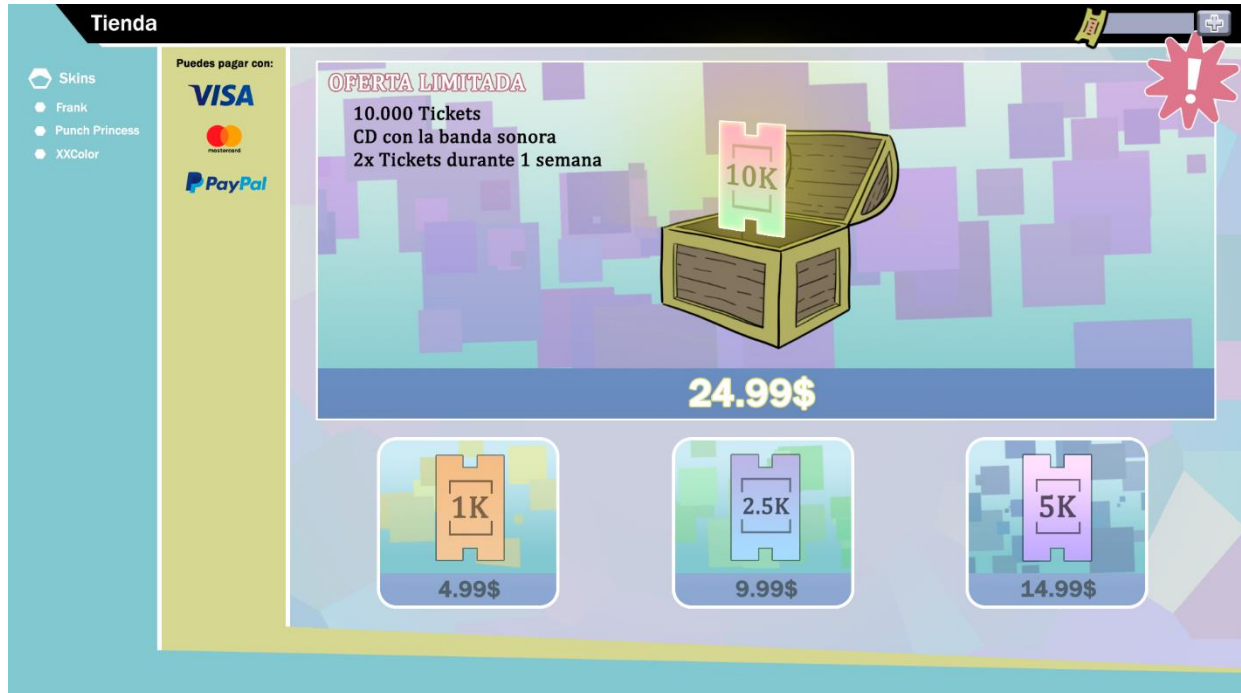 Tienda
Skins
Frank
Punch Princess
XXColor
Puedes pagar con:
VISA
mastercard
PayPal
OFERTA LIMITADA
10.000 Tickets
CD con la banda sonora
2x Tickets durante 1 semana
10K
!
24.99$
1K
4.99$
2.5K
9.99$
5K
14.99$